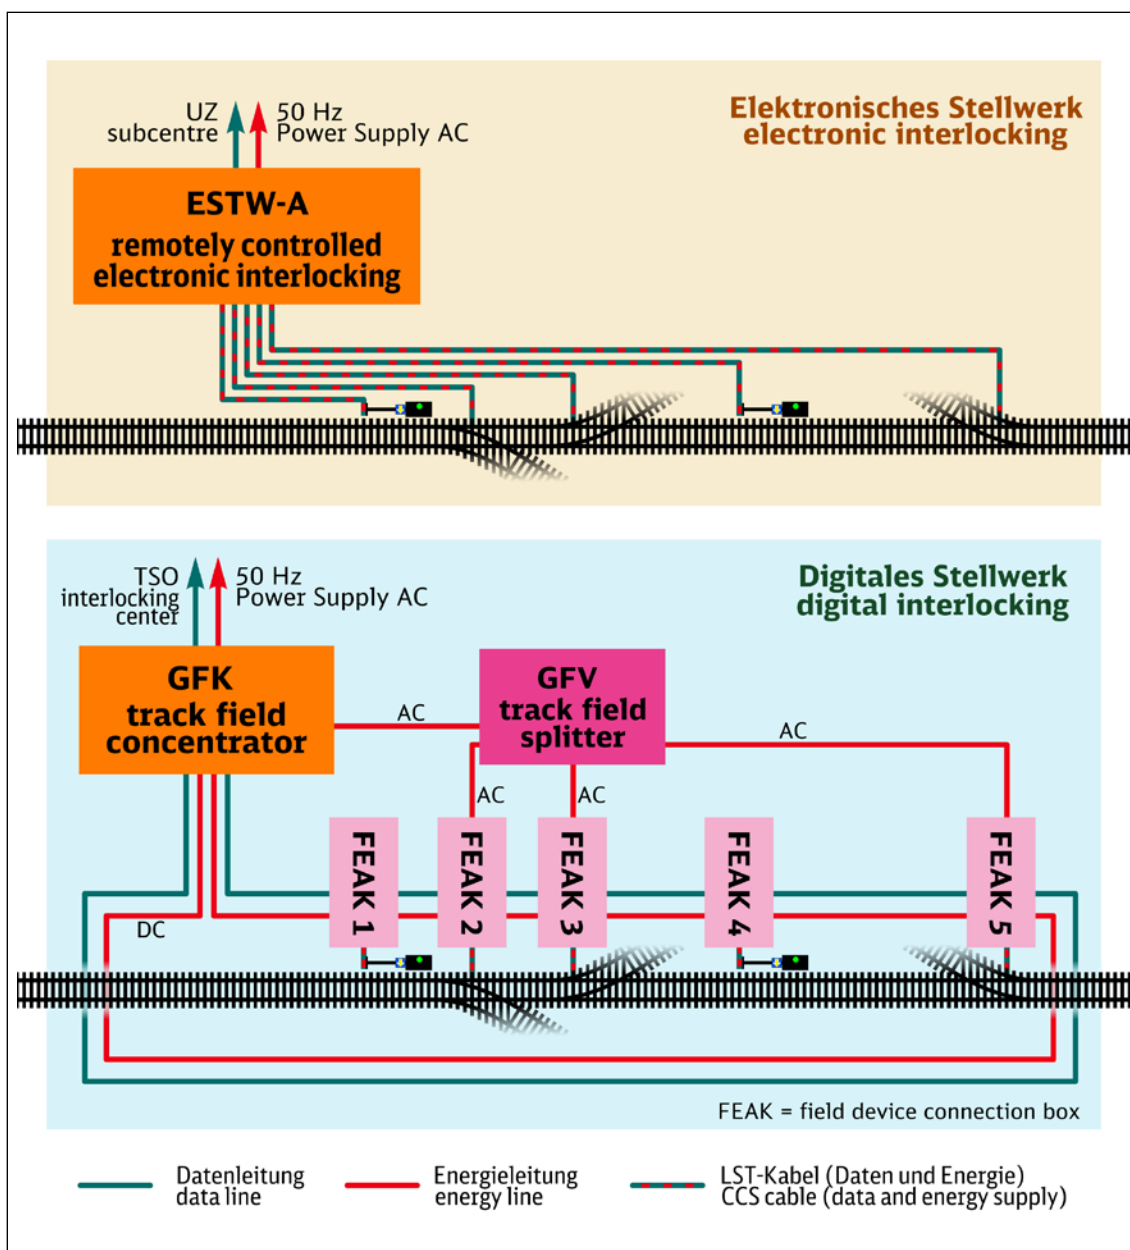 UZ
subcentre
50 Hz
Power Supply AC
Elektronisches Stellwerk
electronic interlocking
ESTW-A
remotely controlled
electronic interlocking
TSO
interlocking
center
50 Hz
Power Supply AC
Digitales Stellwerk
digital interlocking
GFK
track field
concentrator
AC
GFV
track field
splitter
AC
AC
AC
FEAK 1
FEAK 2
FEAK 3
FEAK 4
FEAK 5
DC
FEAK = field device connection box
Datenleitung
data line
Energieleitung
energy line
LST-Kabel (Daten und Energie)
CCS cable (data and energy supply)